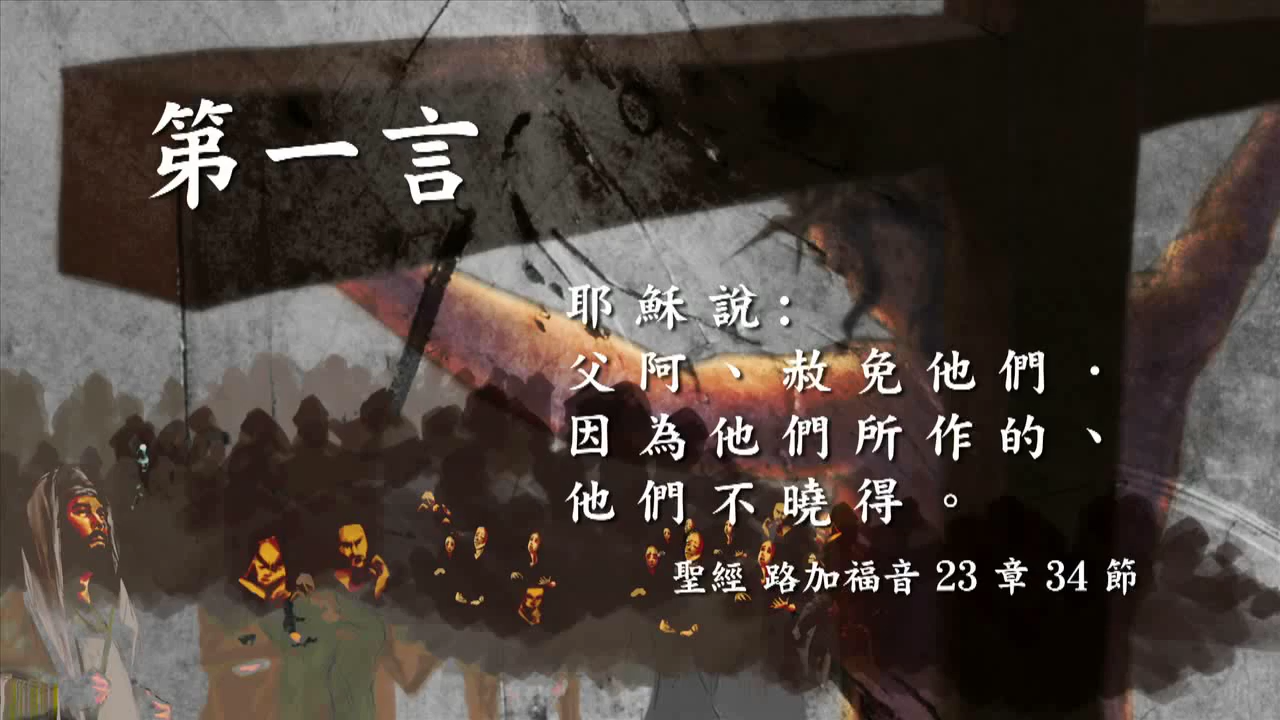 第一言
耶穌說：
父阿、赦免他們．
因為他們所作的、
他們不曉得。
聖經 路加福音 23 章 34 節